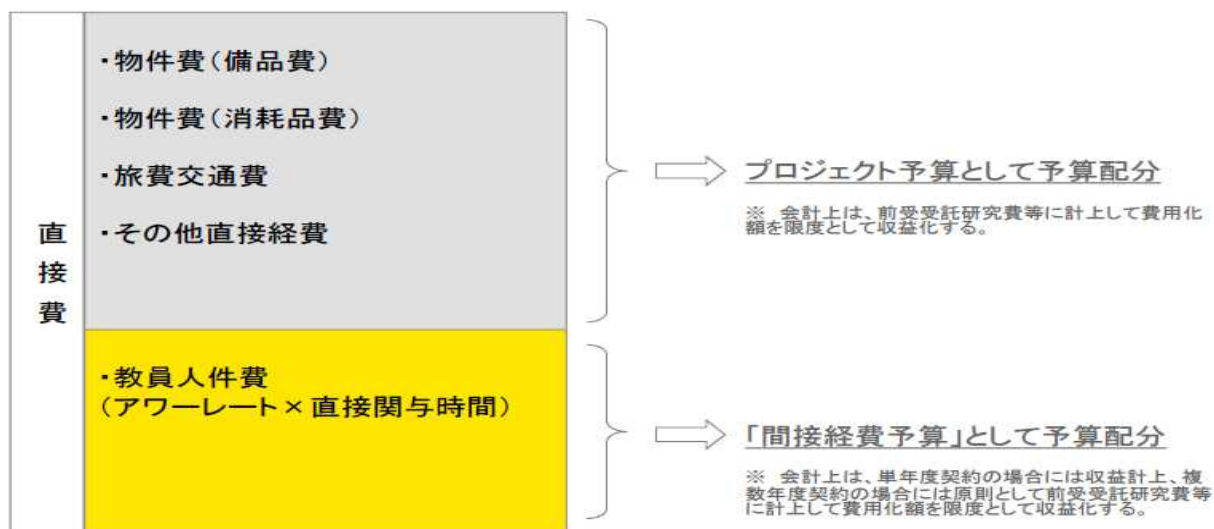 直
接
費
・物件費（備品費）
・物件費（消耗品費）
・旅費交通費
・その他直接経費
プロジェクト予算として予算配分
※ 会計上は、前受受託研究費等に計上して費用化
額を限度として収益化する。
・教員人件費
（アワーレート×直接関与時間）
「間接経費予算」として予算配分
※ 会計上は、単年度契約の場合には収益計上、複
数年度契約の場合には原則として前受受託研究費等
に計上して費用化額を限度として収益化する。